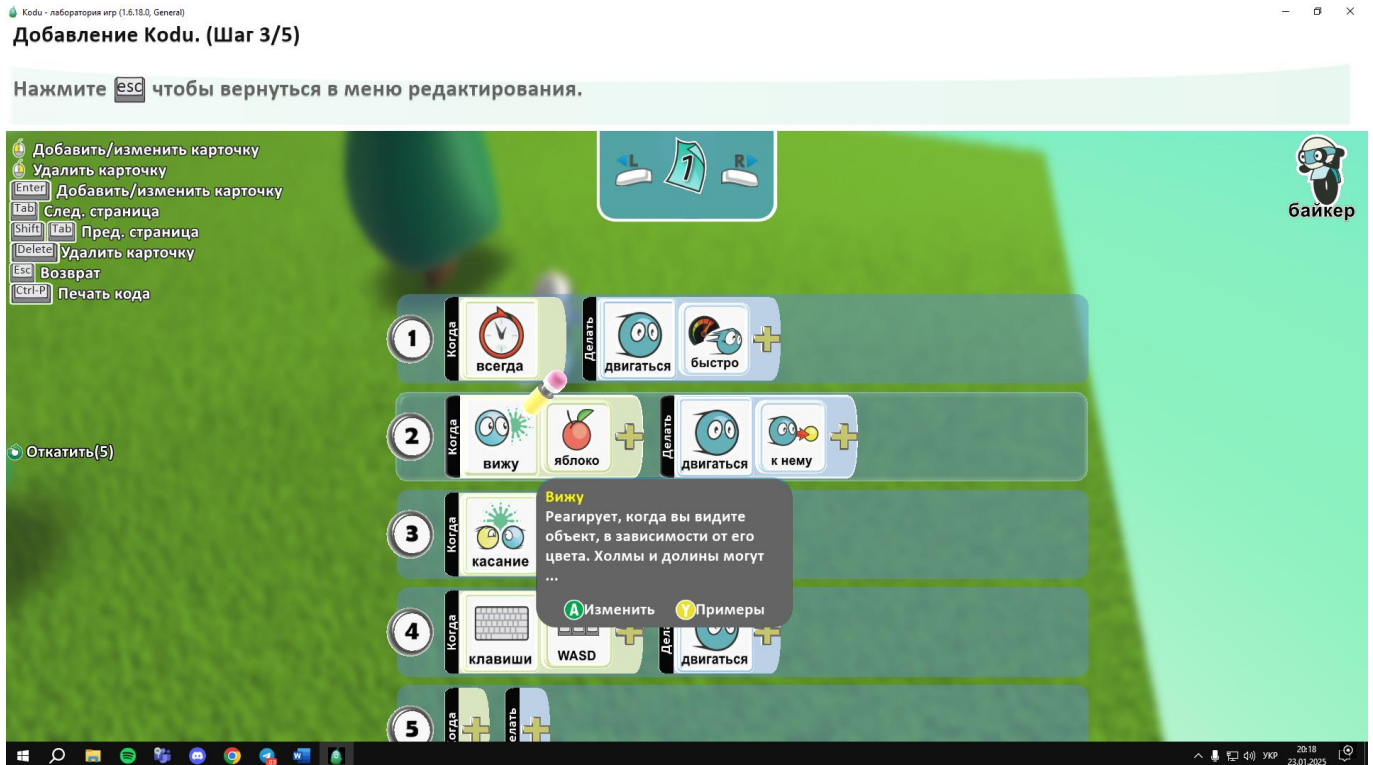 Kodu - лаборатория игр (1.6.18.0, General)
Добавление Kodu. (Шаг 3/5)
Нажмите esc чтобы вернуться в меню редактирования.
Добавить/изменить карточку
Удалить карточку
Enter Добавить/изменить карточку
Tab След. страница
Shift Tab Пред. страница
Delete Удалить карточку
Esc Возврат
Ctrl-P Печать кода
Откатить(5)
L 1 R
байкер
1 Когда всегда Делать двигаться быстро
2 Когда вижу яблоко Делать двигаться к нему
3 Когда касание
Вижу
Реагирует, когда вы видите
объект, в зависимости от его
цвета. Холмы и долины могут
...
A Изменить Y Примеры
4 Когда клавиши WASD двигаться
5
УКР
20:18
23.01.2025